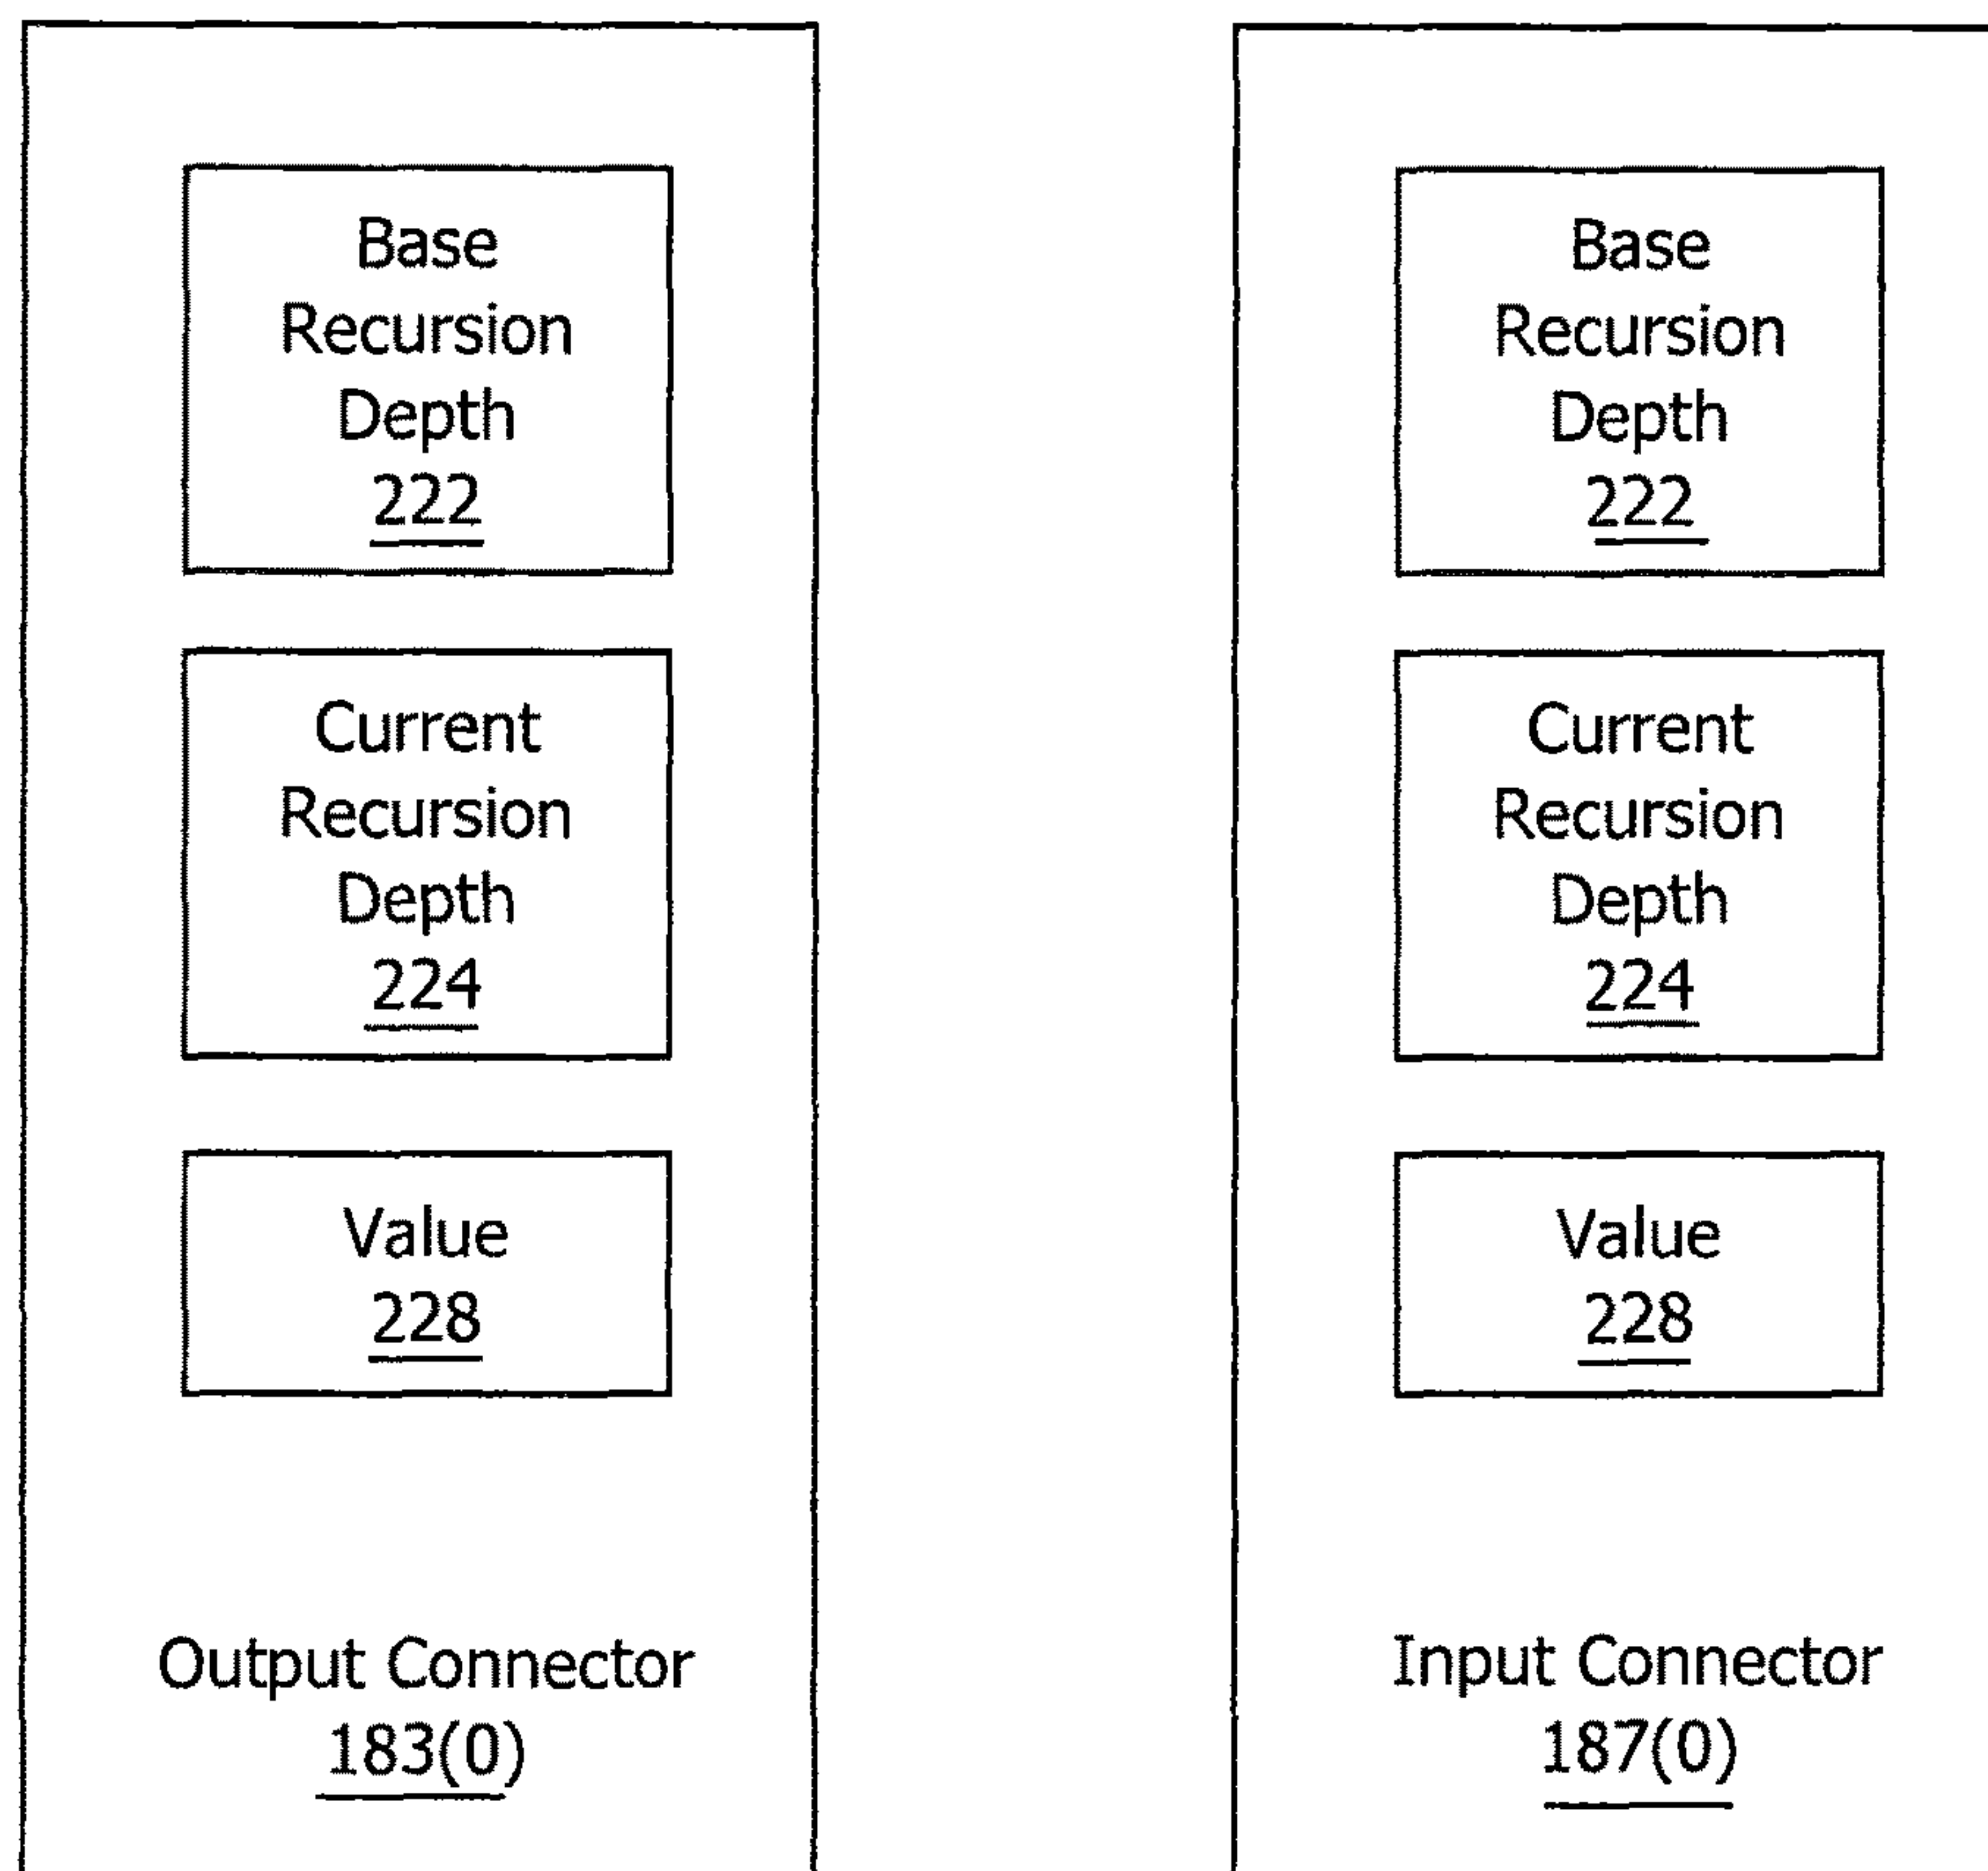 Base
Recursion
Depth
222
Current
Recursion
Depth
224
Value
228
Output Connector
183(0)
Base
Recursion
Depth
222
Current
Recursion
Depth
224
Value
228
Input Connector
187(0)